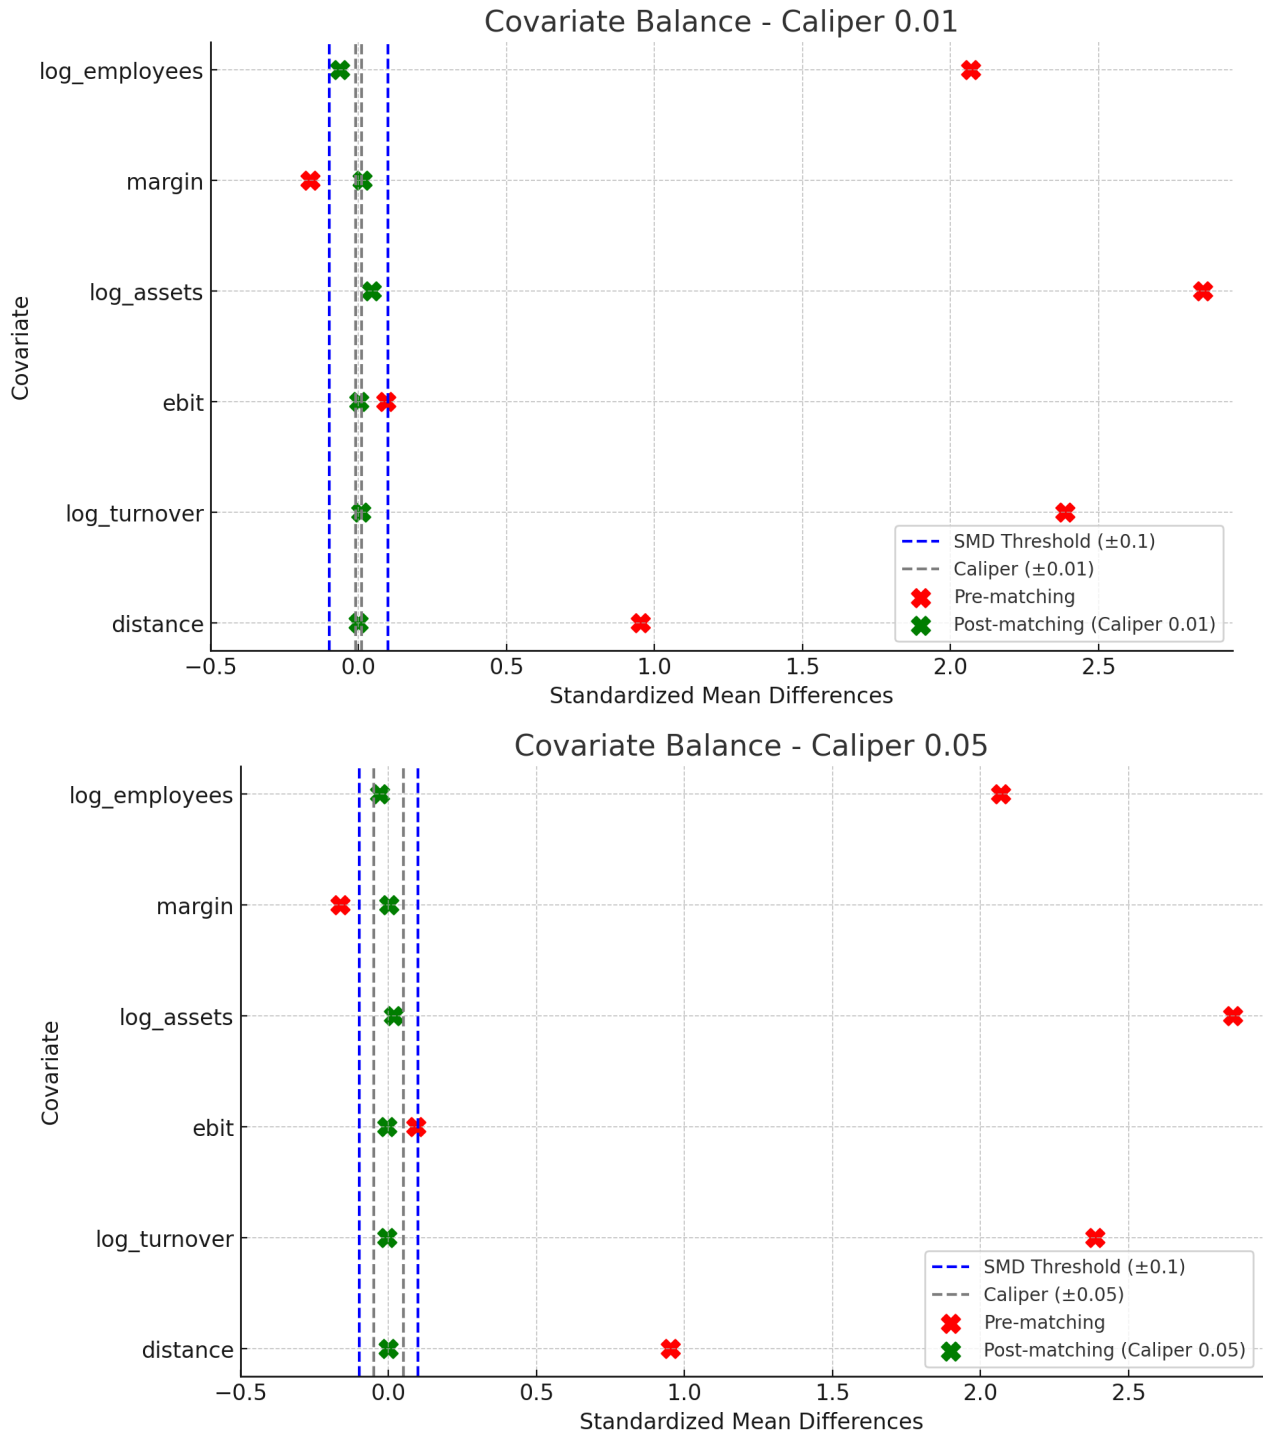 Covariate Balance - Caliper 0.01
Covariate
log_employees
margin
log_assets
ebit
log_turnover
distance
SMD Threshold (±0.1)
Caliper (±0.01)
Pre-matching
Post-matching (Caliper 0.01)
−0.5 0.0 0.5 1.0 1.5 2.0 2.5
Standardized Mean Differences
Covariate Balance - Caliper 0.05
Covariate
log_employees
margin
log_assets
ebit
log_turnover
distance
SMD Threshold (±0.1)
Caliper (±0.05)
Pre-matching
Post-matching (Caliper 0.05)
−0.5 0.0 0.5 1.0 1.5 2.0 2.5
Standardized Mean Differences